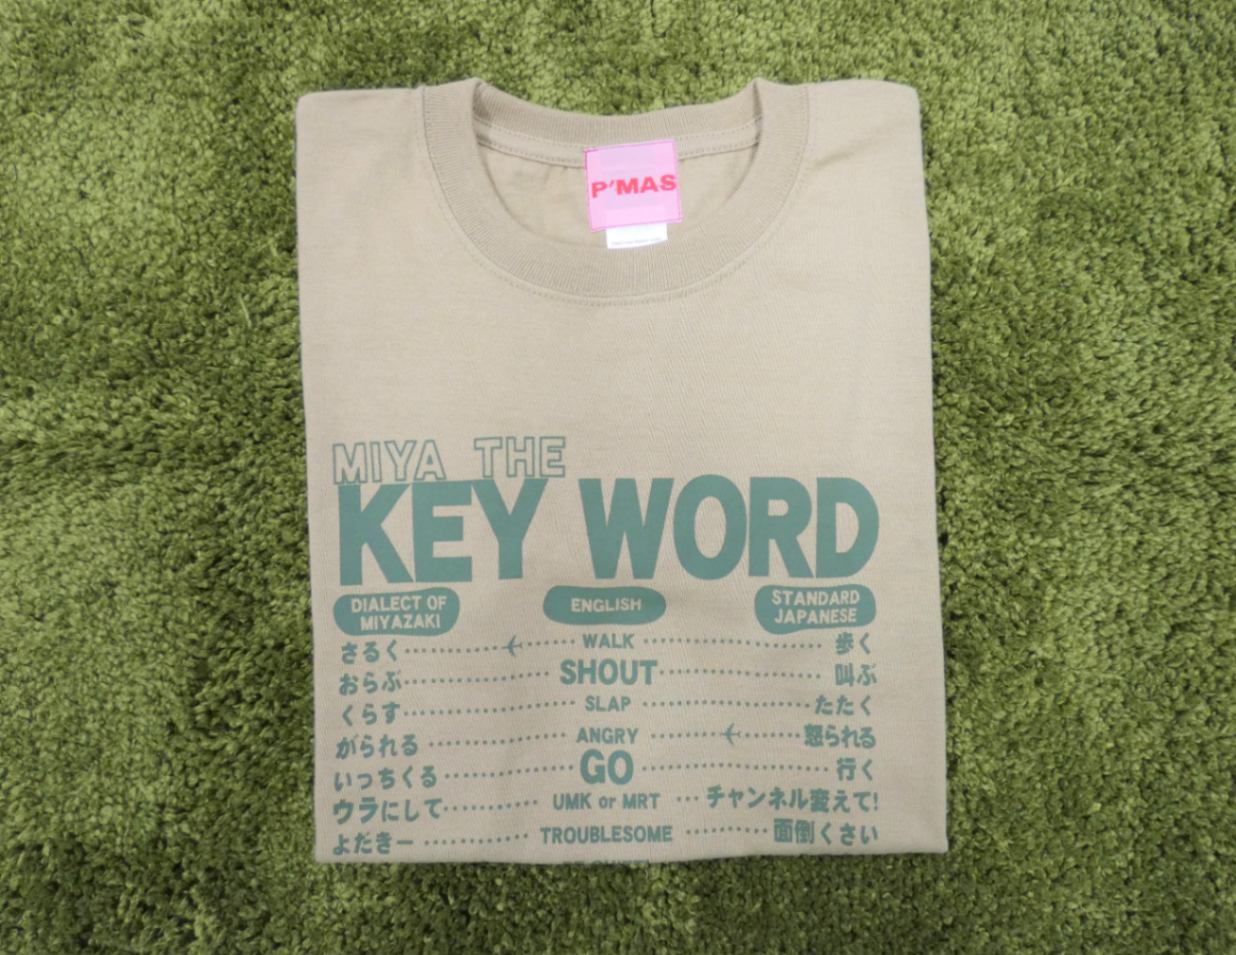 P'MAS
MIYA THE
KEY WORD
DIALECT OF
MIYAZAKI
ENGLISH
STANDARD
JAPANESE
さるく WALK 歩く
おらぶ SHOUT 叫ぶ
くらす SLAP たたく
がられる ANGRY 怒られる
いっちくる GO 行く
ウラにして UMK or MRT チャンネル変えて!
よだきー TROUBLESOME 面倒くさい